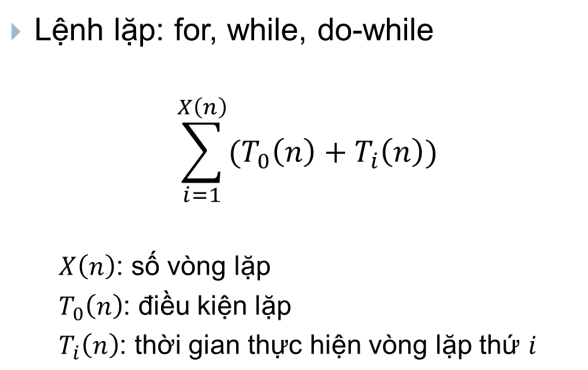 Lệnh lặp: for, while, do-while
X(n)
∑ (T₀(n) + Tᵢ(n))
i=1
X(n): số vòng lặp
T₀(n): điều kiện lặp
Tᵢ(n): thời gian thực hiện vòng lặp thứ i